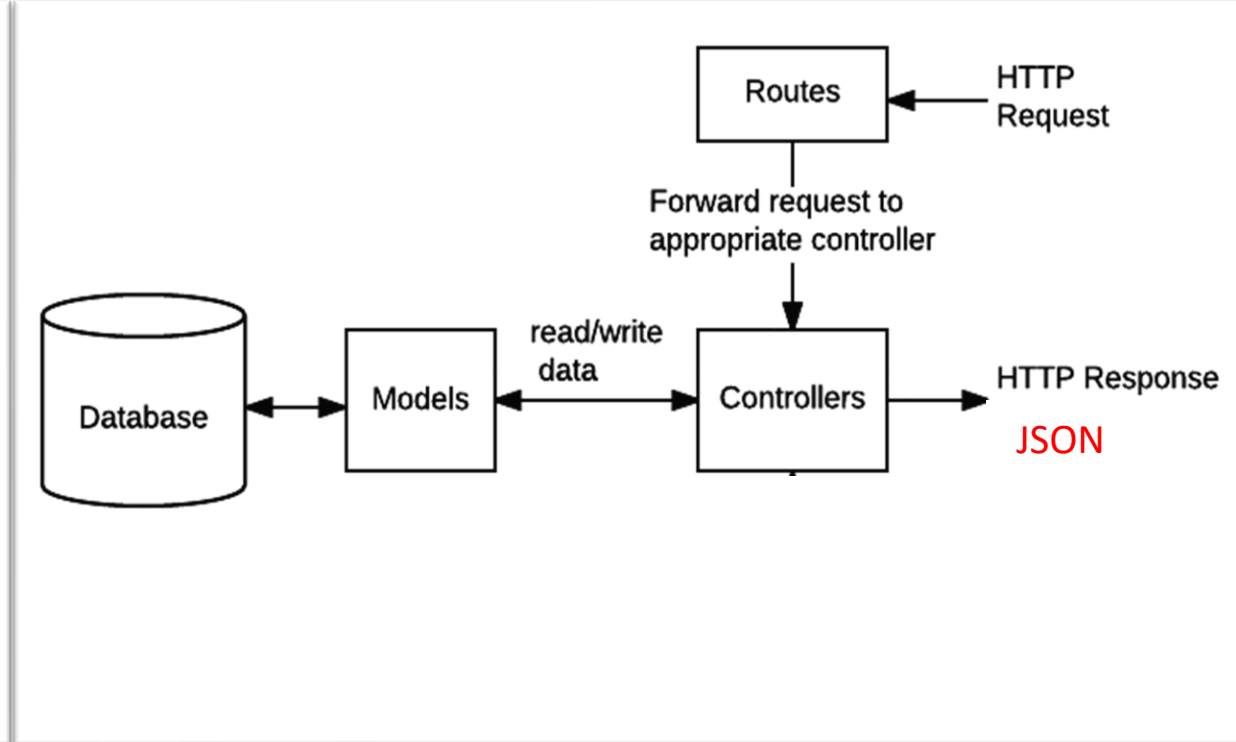 Routes
HTTP
Request
Forward request to
appropriate controller
Database
Models
read/write
data
Controllers
HTTP Response
JSON